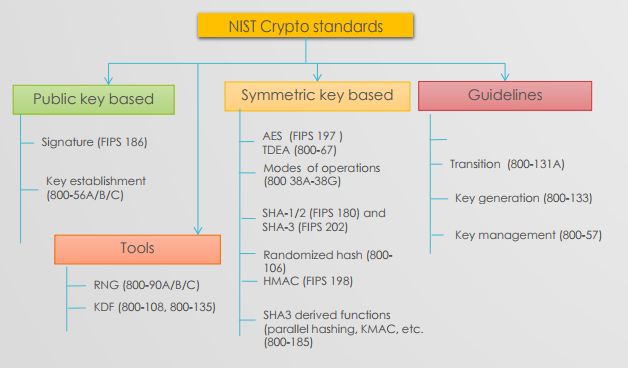 NIST Crypto standards
Public key based
Signature (FIPS 186)
Key establishment
(800-56A/B/C)
Tools
RNG (800-90A/B/C)
KDF (800-108, 800-135)
Symmetric key based
AES (FIPS 197 )
TDEA (800-67)
Modes of operations
(800 38A-38G)
SHA-1/2 (FIPS 180) and
SHA-3 (FIPS 202)
Randomized hash (800-
106)
HMAC (FIPS 198)
SHA3 derived functions
(parallel hashing, KMAC, etc.
(800-185)
Guidelines
Transition (800-131A)
Key generation (800-133)
Key management (800-57)